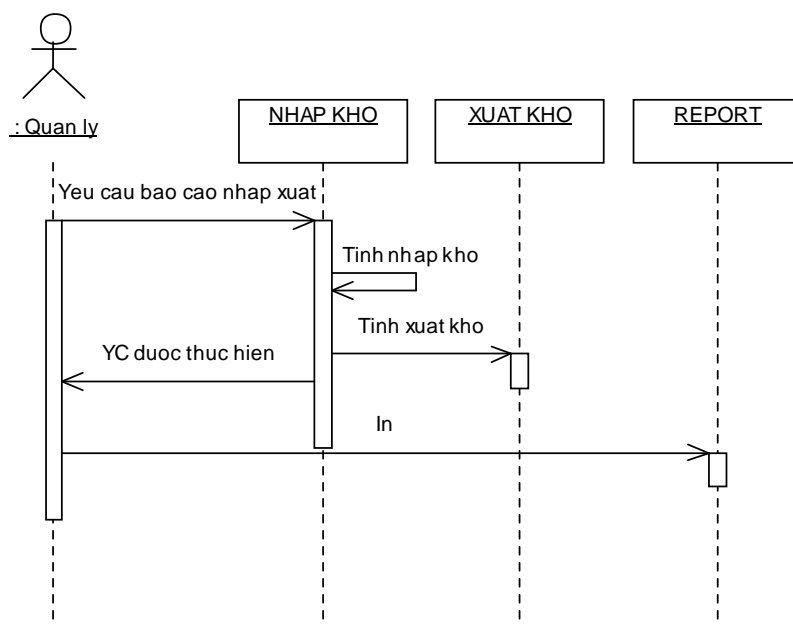 : Quan ly
NHAP KHO
XUAT KHO
REPORT
Yeu cau bao cao nhap xuat
Tinh nhap kho
Tinh xuat kho
YC duoc thuc hien
In